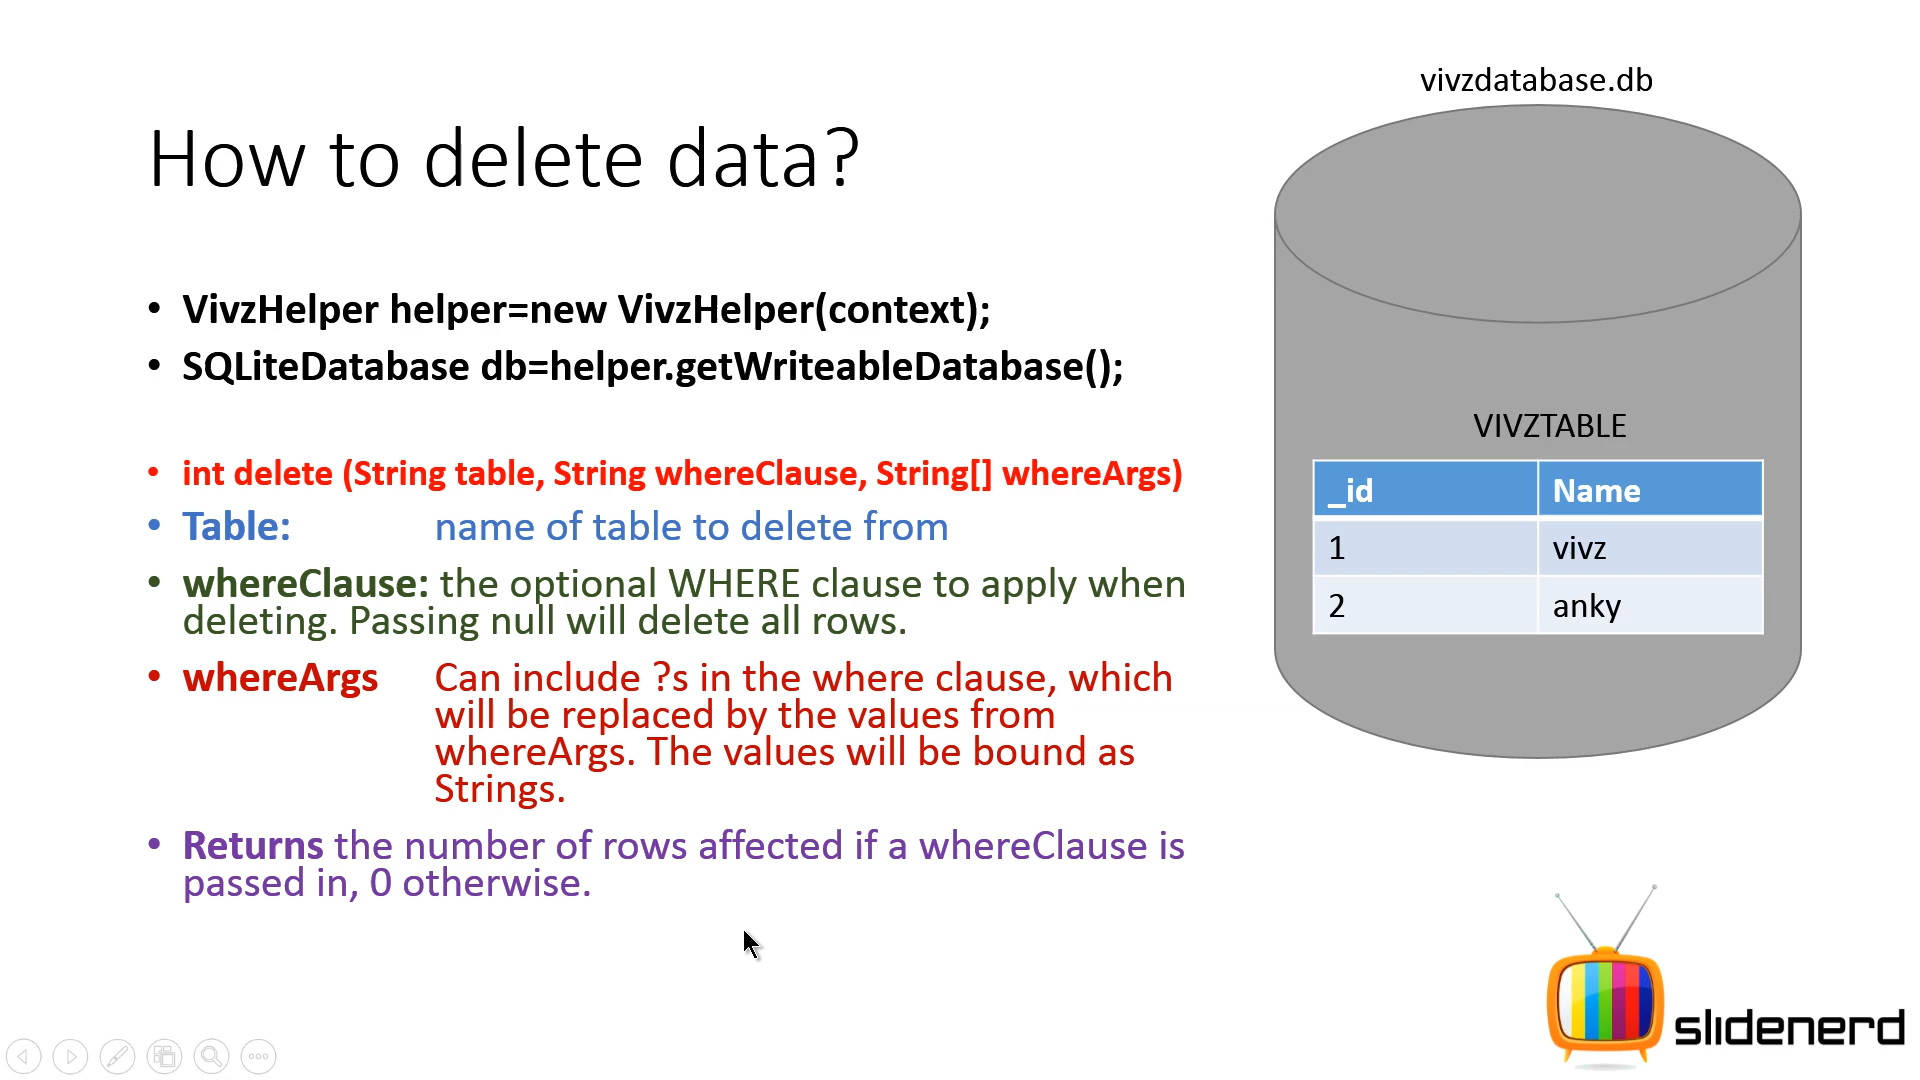 How to delete data?
• VivzHelper helper=new VivzHelper(context);
• SQLiteDatabase db=helper.getWriteableDatabase();
• int delete (String table, String whereClause, String[] whereArgs)
• Table: name of table to delete from
• whereClause: the optional WHERE clause to apply when
deleting. Passing null will delete all rows.
• whereArgs Can include ?s in the where clause, which
will be replaced by the values from
whereArgs. The values will be bound as
Strings.
• Returns the number of rows affected if a whereClause is
passed in, 0 otherwise.
vivzdatabase.db
VIVZTABLE
_id Name
1 vivz
2 anky
slidenerd